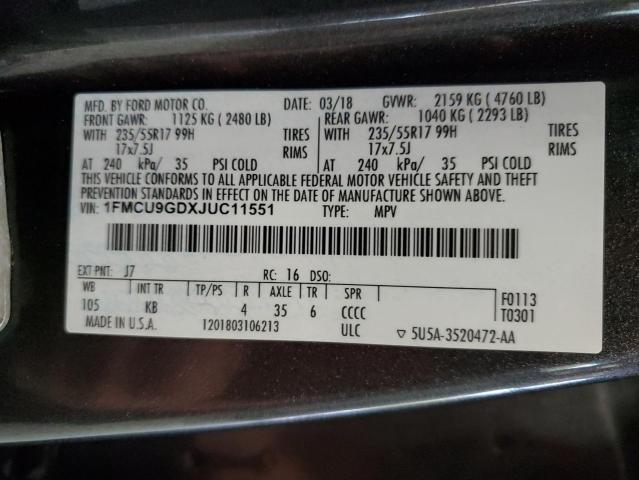 MFD. BY FORD MOTOR CO. DATE: 03/18 GVWR: 2159 KG ( 4760 LB)
FRONT GAWR: 1125 KG ( 2480 LB) REAR GAWR: 1040 KG ( 2293 LB)
WITH 235/55R17 99H TIRES WITH 235/55R17 99H TIRES
17x7.5J RIMS 17x7.5J RIMS
AT 240 kPa/ 35 PSI COLD AT 240 kPa/ 35 PSI COLD
THIS VEHICLE CONFORMS TO ALL APPLICABLE FEDERAL MOTOR VEHICLE SAFETY AND THEFT
PREVENTION STANDARDS IN EFFECT ON THE DATE OF MANUFACTURE SHOWN ABOVE.
VIN: 1FMCU9GDXJUC11551 TYPE: MPV
EXT PNT: J7 RC: 16 DSO:
WB INT TR TP/PS R AXLE TR SPR F0113
105 KB 4 35 6 CCCC T0301
MADE IN U.S.A. 1201803106213 ULC ▽ 5U5A-3520472-AA